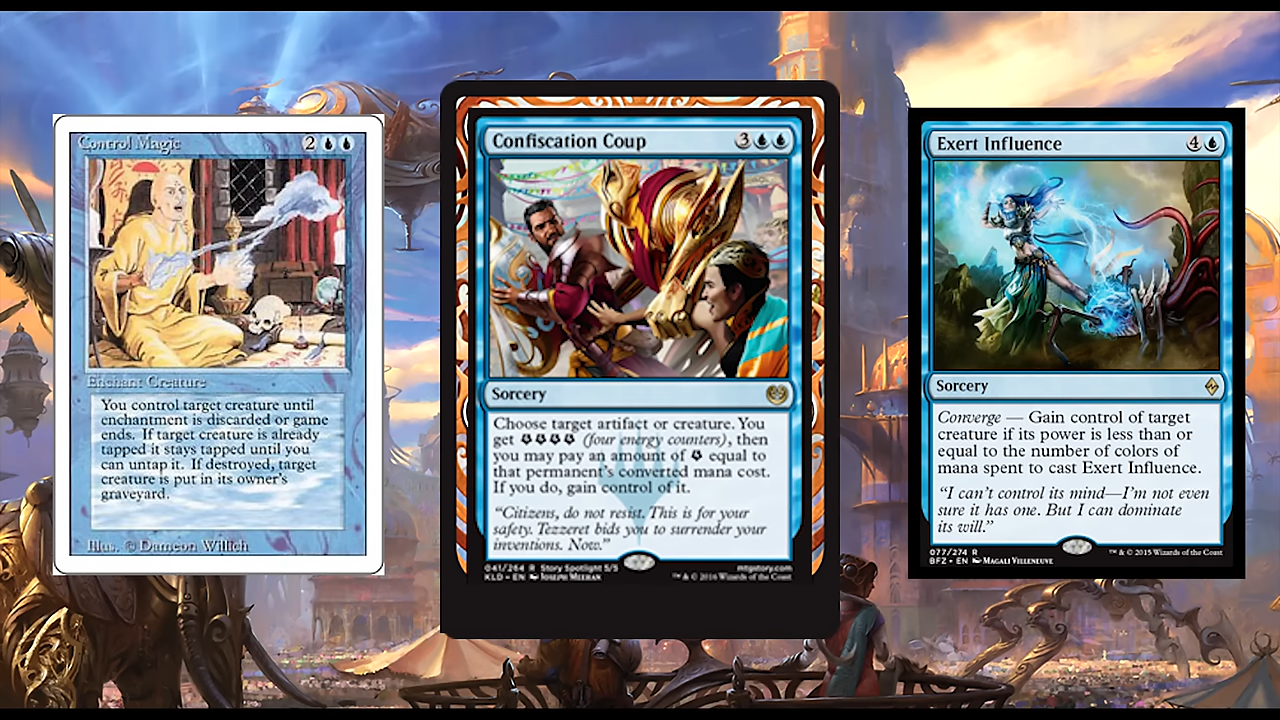 Control Magic 2
Enchant Creature
You control target creature until
enchantment is discarded or game
ends. If target creature is already
tapped it stays tapped until you
can untap it. If destroyed, target
creature is put in its owner's
graveyard.
Illus. © Dameon Willich
Confiscation Coup 3
Sorcery
Choose target artifact or creature. You
get (four energy counters), then
you may pay an amount of equal to
that permanent's converted mana cost.
If you do, gain control of it.
"Citizens, do not resist. This is for your
safety. Tezzeret bids you to surrender your
inventions. Now."
041/264 R Story Spotlight 5/5 mtgstory.com
KLD • EN Joseph Meehan ™ & © 2016 Wizards of the Coast
Exert Influence 4
Sorcery
Converge — Gain control of target
creature if its power is less than or
equal to the number of colors of
mana spent to cast Exert Influence.
"I can't control its mind—I'm not even
sure it has one. But I can dominate
its will."
077/274 R
BFZ • EN Magali Villeneuve ™ & © 2015 Wizards of the Coast